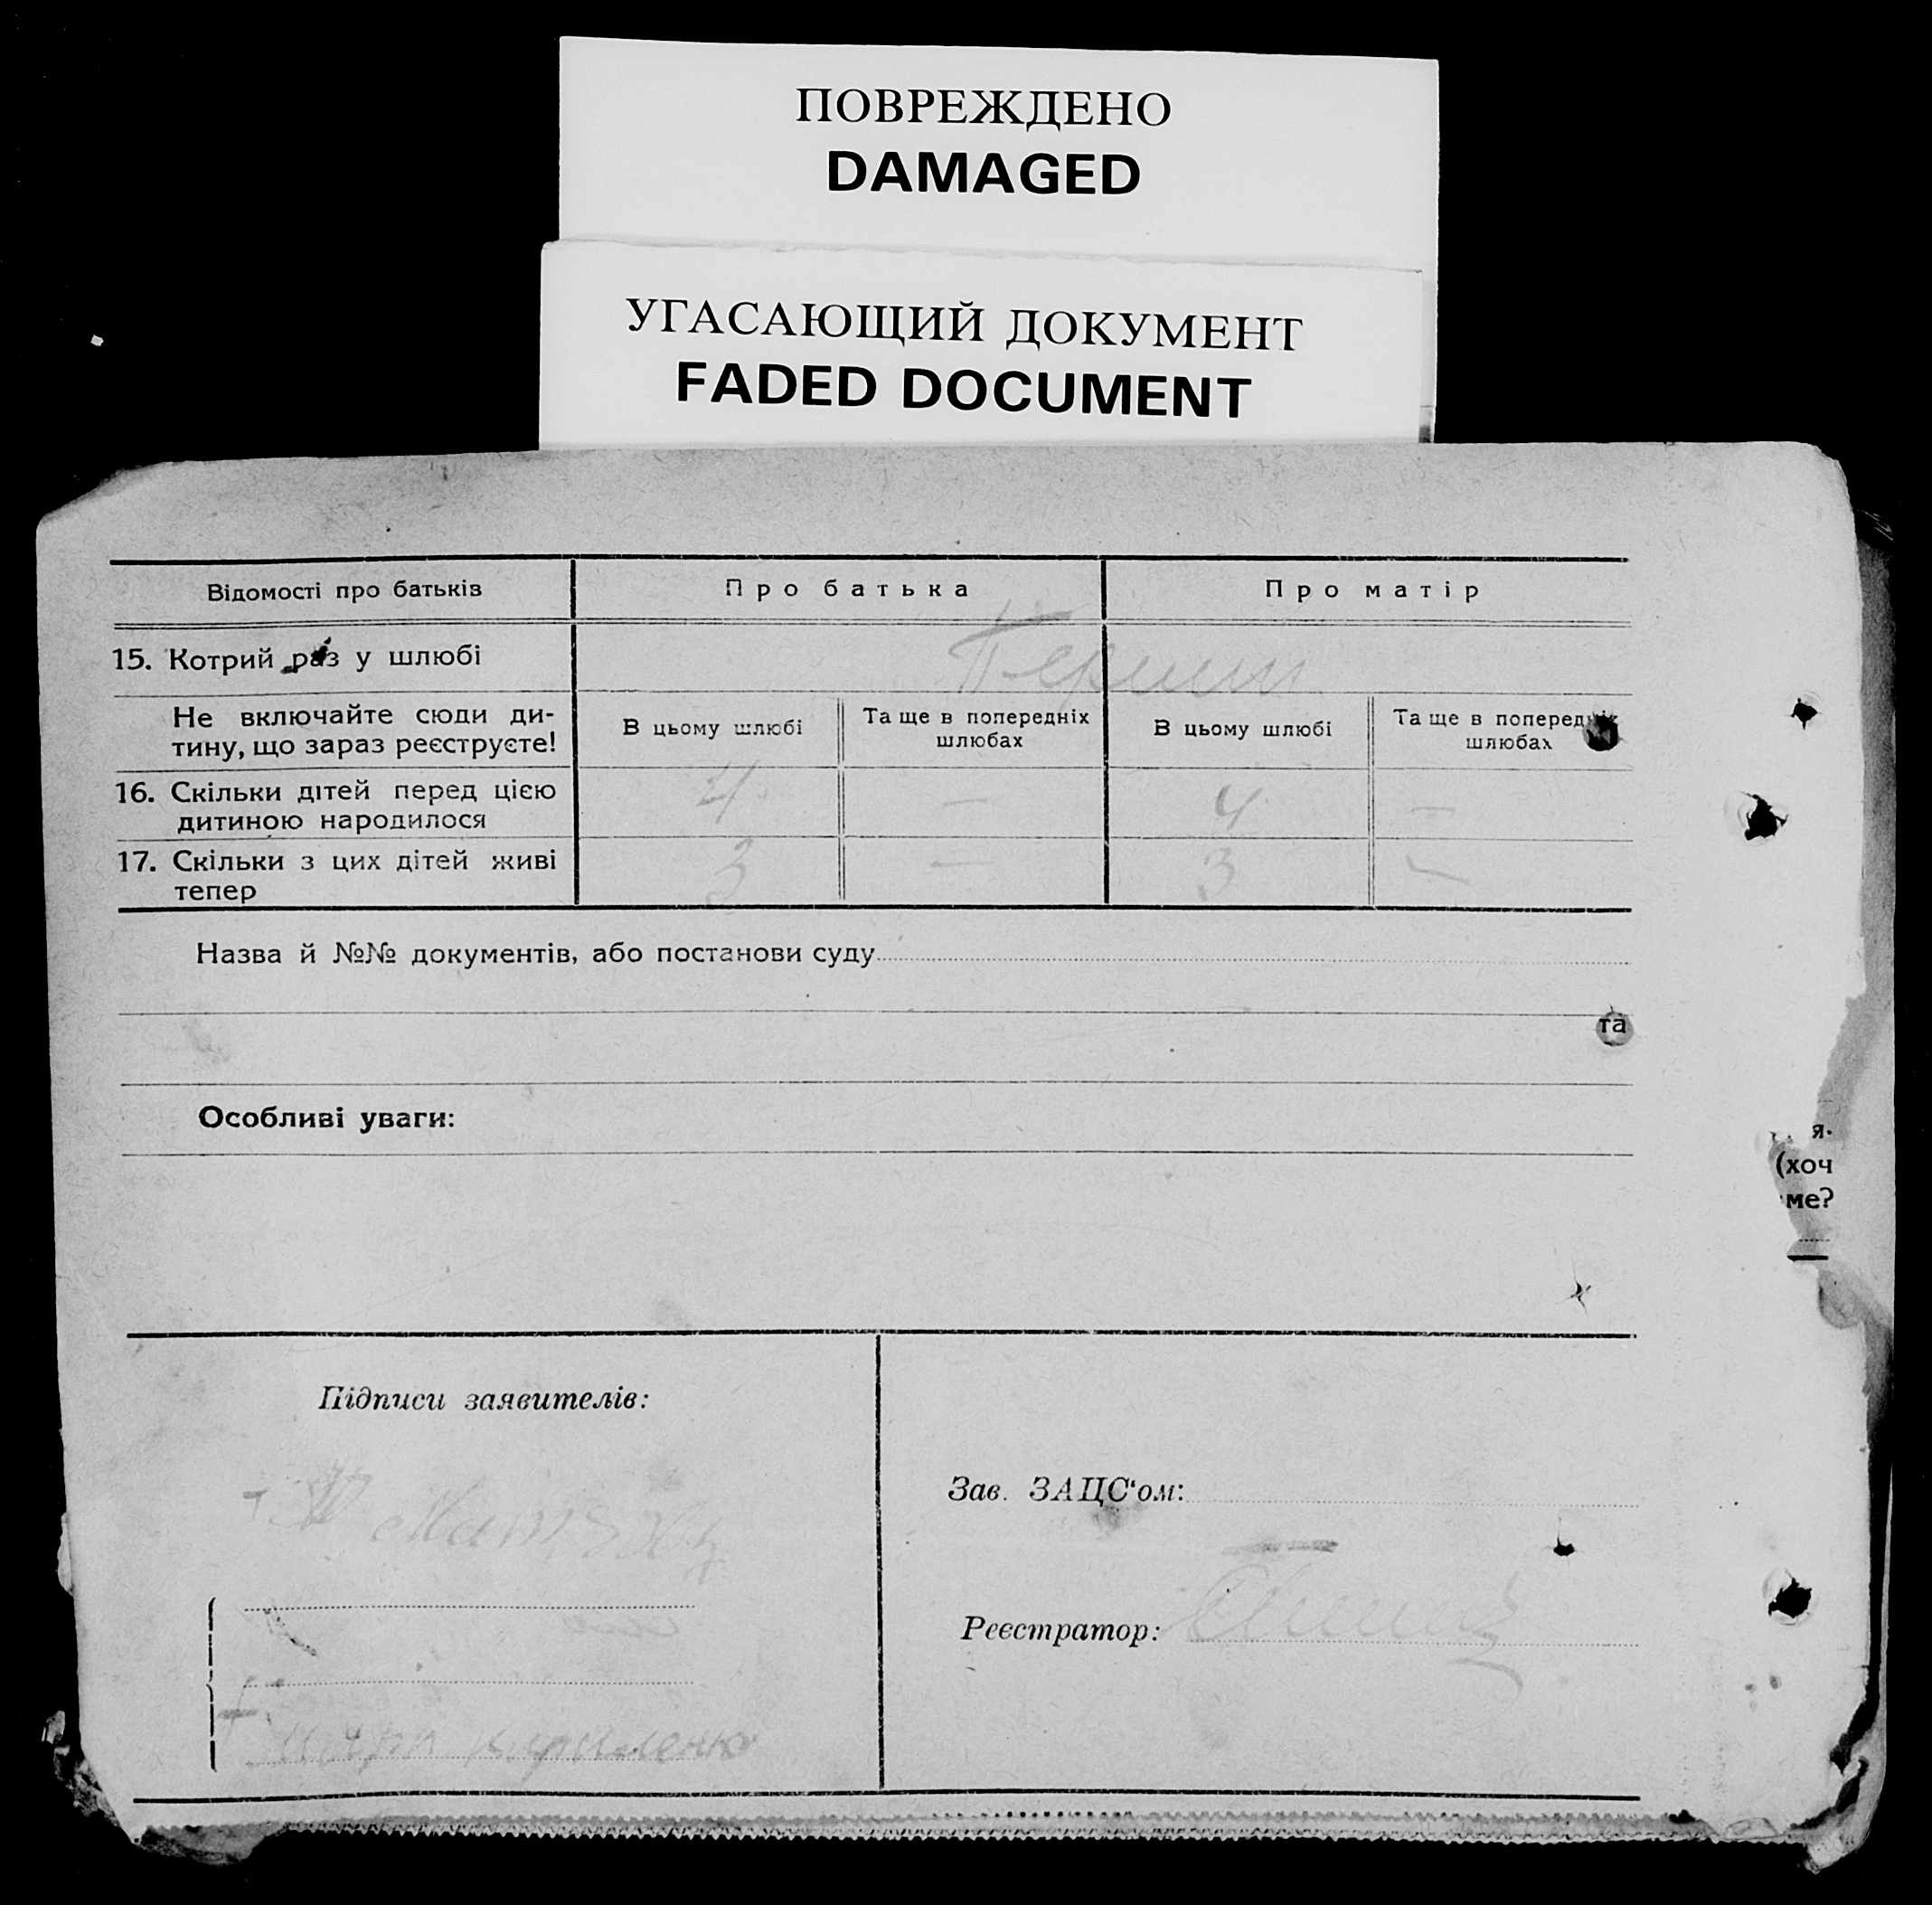 ПОВРЕЖДЕНО
DAMAGED
УГАСАЮЩИЙ ДОКУМЕНТ
FADED DOCUMENT
Відомості про батьків
Про батька
Про матір
15. Котрий раз у шлюбі
Не включайте сюди ди-
тину, що зараз реєструєте!
В цьому шлюбі
Та ще в попередніх
шлюбах
В цьому шлюбі
Та ще в попередніх
шлюбах
16. Скільки дітей перед цією
дитиною народилося
4 — 4 —
17. Скільки з цих дітей живі
тепер
3 — 3 —
Назва й №№ документів, або постанови суду
та
Особливі уваги:
я.
(хоч
ме?
Підписи заявителів:
Зав. ЗАЦС'ом:
Реєстратор: